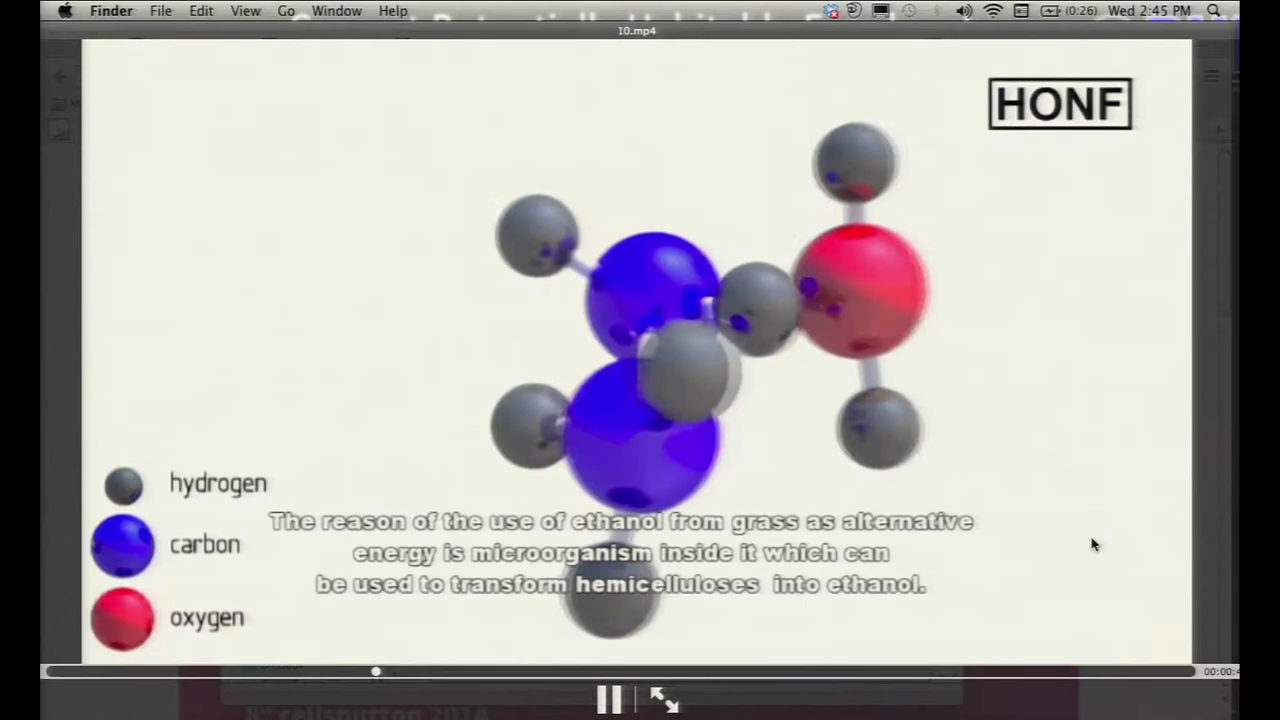 Finder File Edit View Go Window Help (0:26) Wed 2:45 PM
10.mp4
HONF
hydrogen
carbon
oxygen
The reason of the use of ethanol from grass as alternative
energy is microorganism inside it which can
be used to transform hemicelluloses into ethanol.